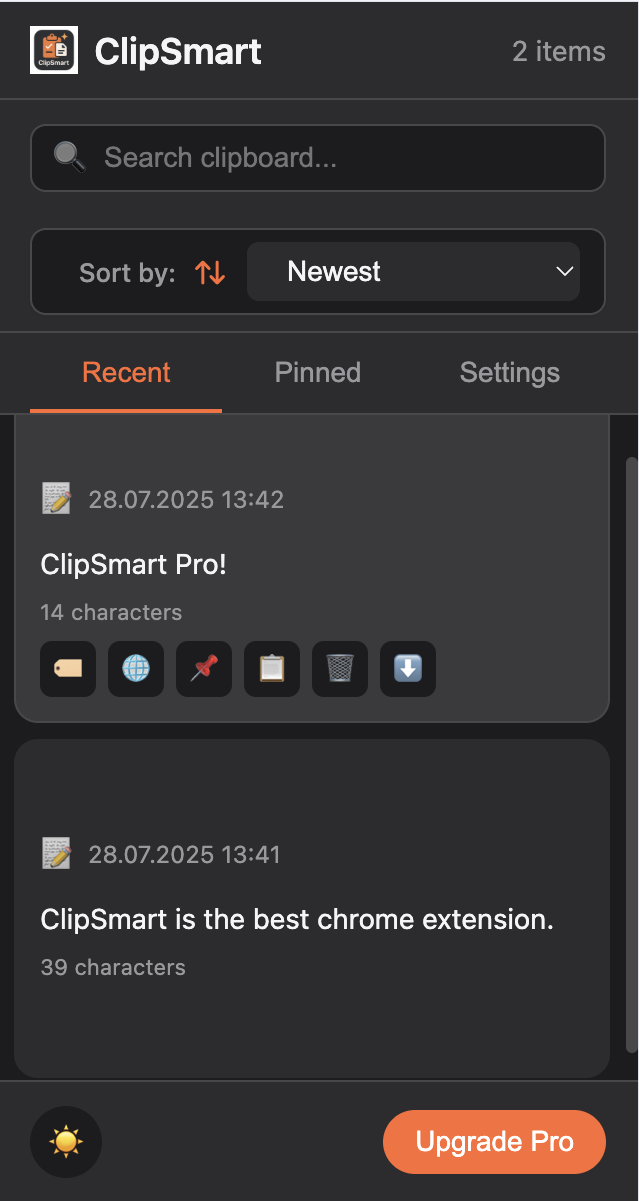 ClipSmart
ClipSmart
2 items
Search clipboard...
Sort by:
Newest
Recent
Pinned
Settings
28.07.2025 13:42
ClipSmart Pro!
14 characters
28.07.2025 13:41
ClipSmart is the best chrome extension.
39 characters
Upgrade Pro